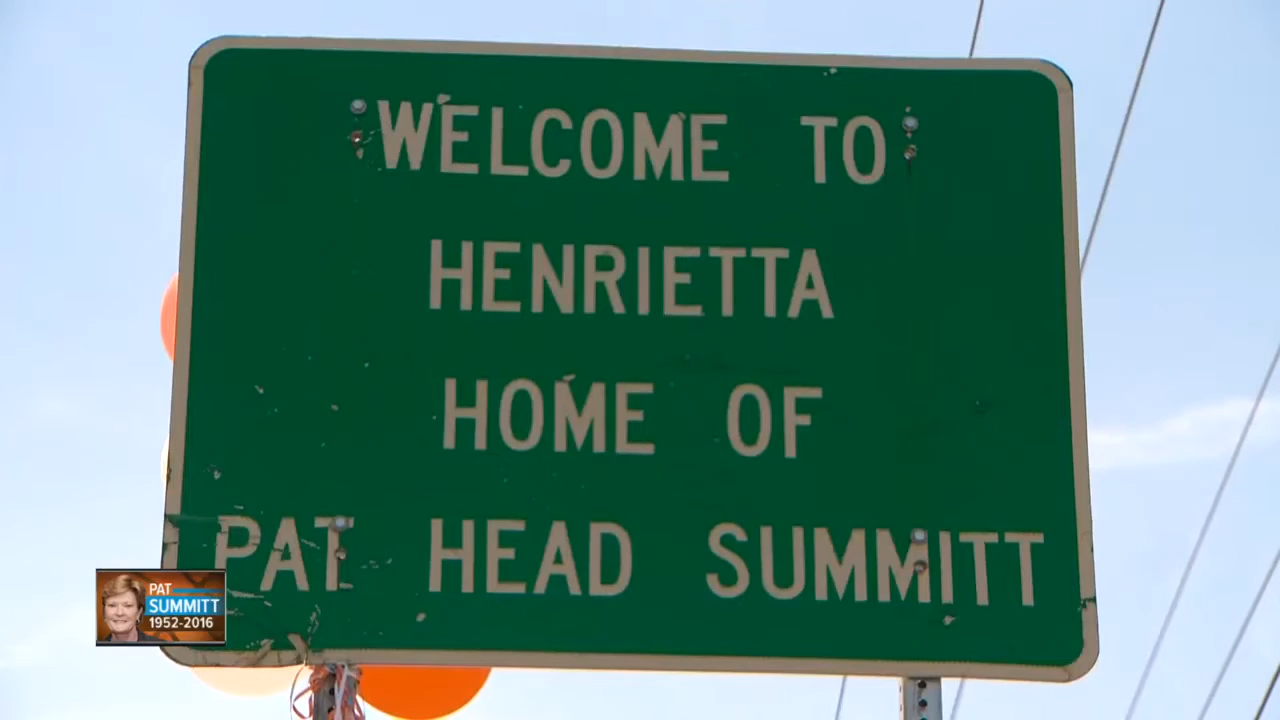 WELCOME TO
HENRIETTA
HOME OF
PAT HEAD SUMMITT
PAT
SUMMITT
1952-2016